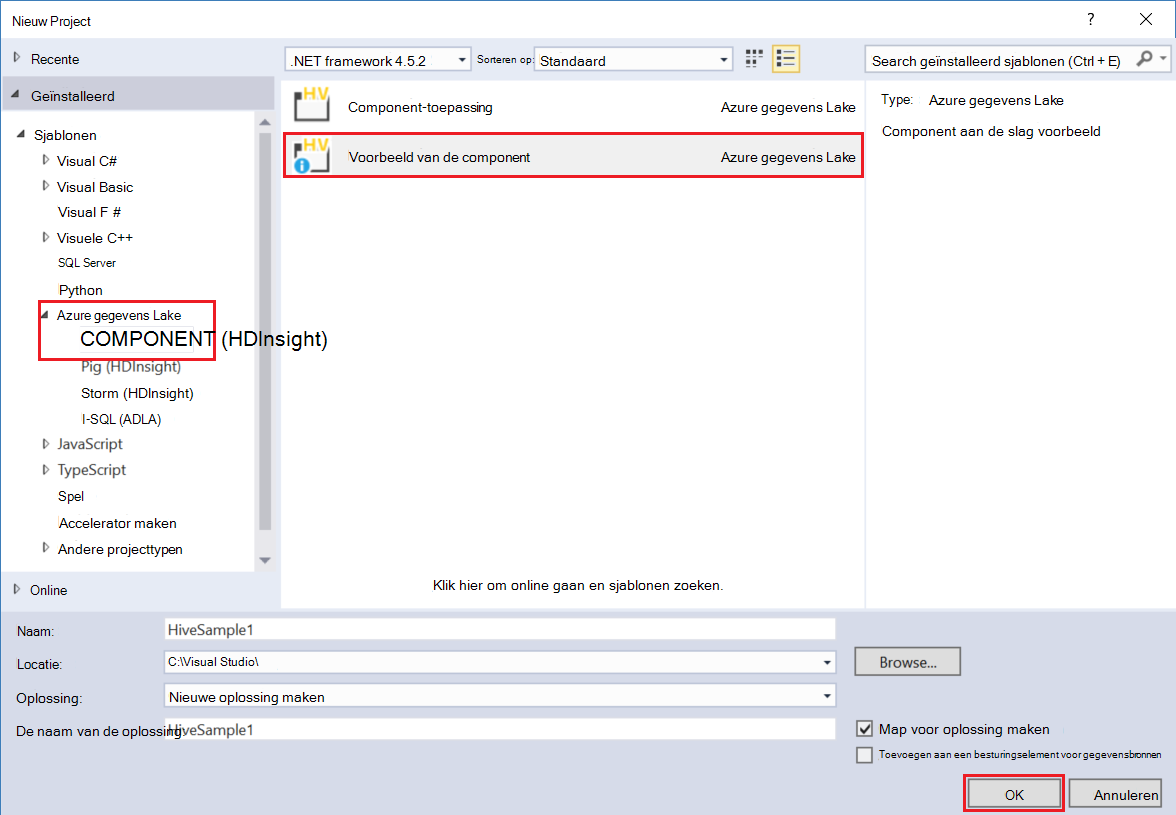 Nieuw Project
?
Recente
.NET framework 4.5.2
Sorteren op:
Standaard
Search geïnstalleerd sjablonen (Ctrl + E)
Geïnstalleerd
Sjablonen
Visual C#
Visual Basic
Visual F #
Visuele C++
SQL Server
Python
Azure gegevens Lake
COMPONENT (HDInsight)
Pig (HDInsight)
Storm (HDInsight)
I-SQL (ADLA)
JavaScript
TypeScript
Spel
Accelerator maken
Andere projecttypen
Online
Component-toepassing
Azure gegevens Lake
Voorbeeld van de component
Azure gegevens Lake
Klik hier om online gaan en sjablonen zoeken.
Type: Azure gegevens Lake
Component aan de slag voorbeeld
Naam:
HiveSample1
Locatie:
C:\Visual Studio\
Browse...
Oplossing:
Nieuwe oplossing maken
De naam van de oplossing
HiveSample1
Map voor oplossing maken
Toevoegen aan een besturingselement voor gegevensbronnen
OK
Annuleren